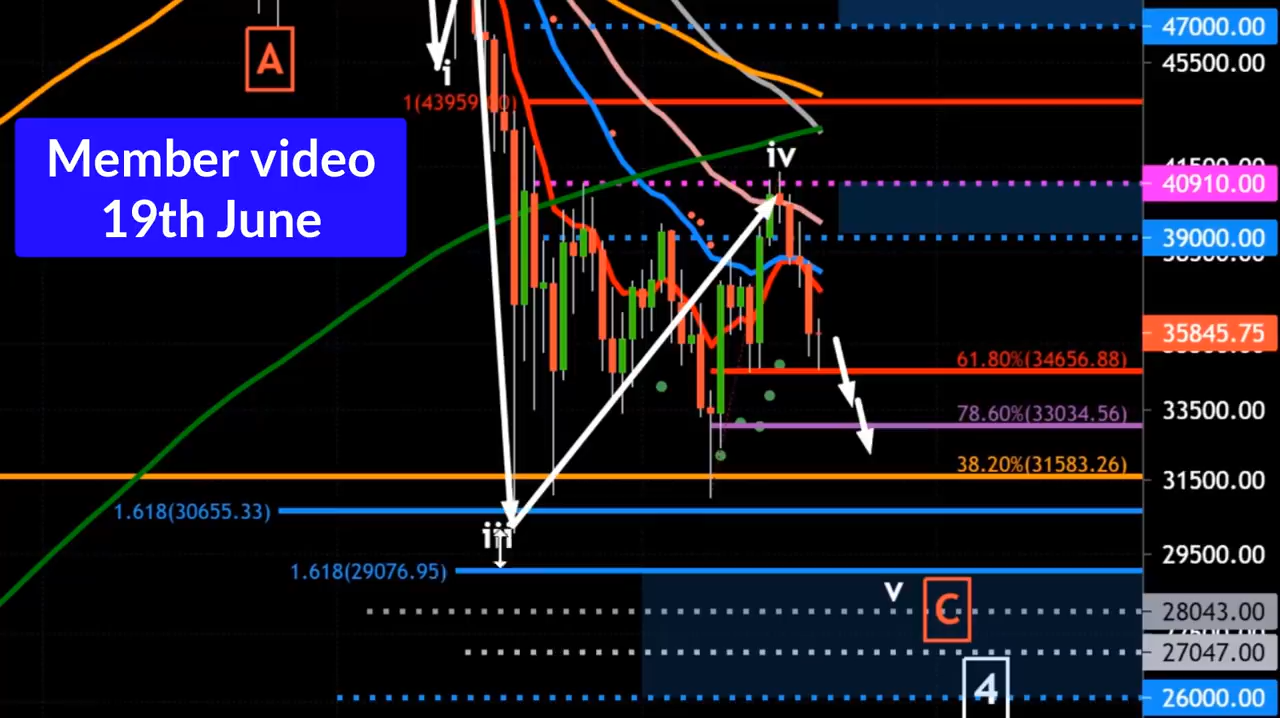 47000.00
45500.00
A
i
1(43959.00)
Member video
19th June
iv
40910.00
39000.00
35845.75
61.80%(34656.88)
33500.00
78.60%(33034.56)
38.20%(31583.26)
31500.00
1.618(30655.33)
iii
29500.00
1.618(29076.95)
v
C
28043.00
27047.00
4
26000.00